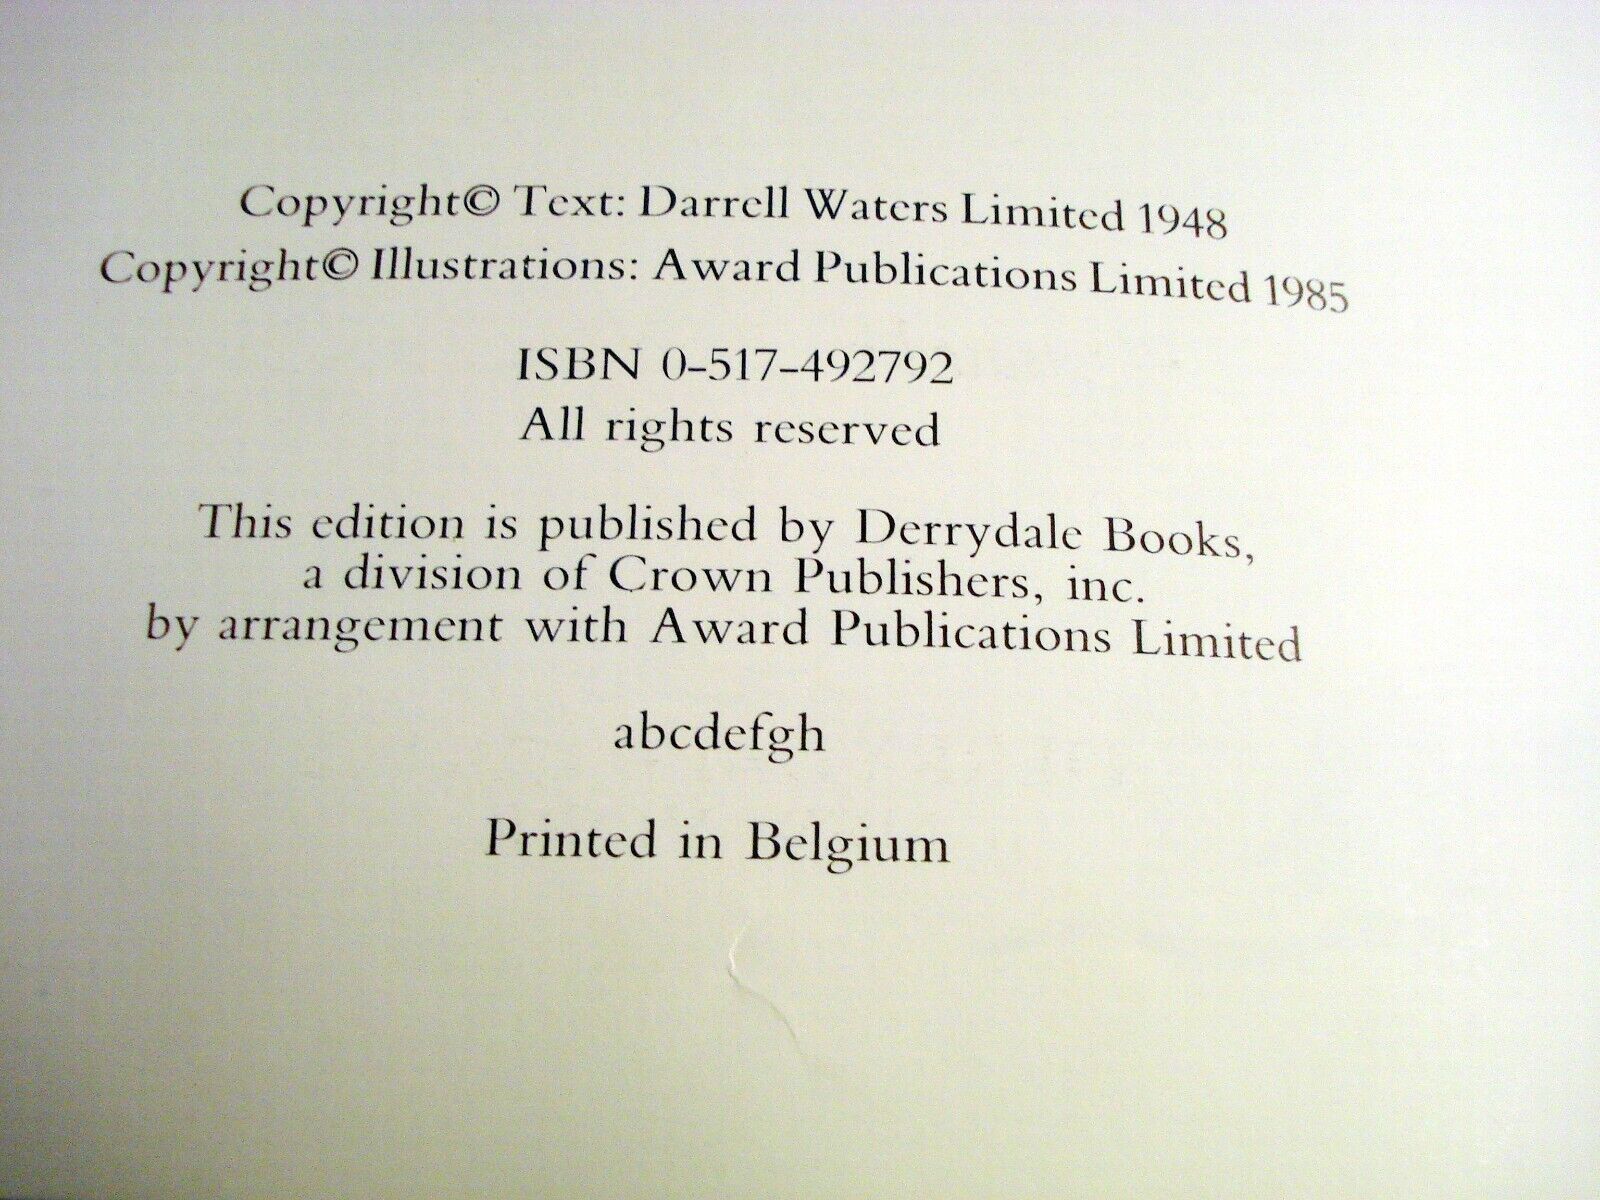 Copyright© Text: Darrell Waters Limited 1948
Copyright© Illustrations: Award Publications Limited 1985
ISBN 0-517-492792
All rights reserved
This edition is published by Derrydale Books,
a division of Crown Publishers, inc.
by arrangement with Award Publications Limited
abcdefgh
Printed in Belgium